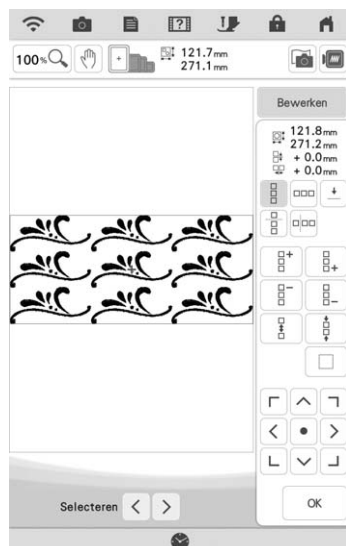 100% 121.7mm
271.1mm
Bewerken
121.8mm
271.2mm
+ 0.0mm
+ 0.0mm
Selecteren
OK